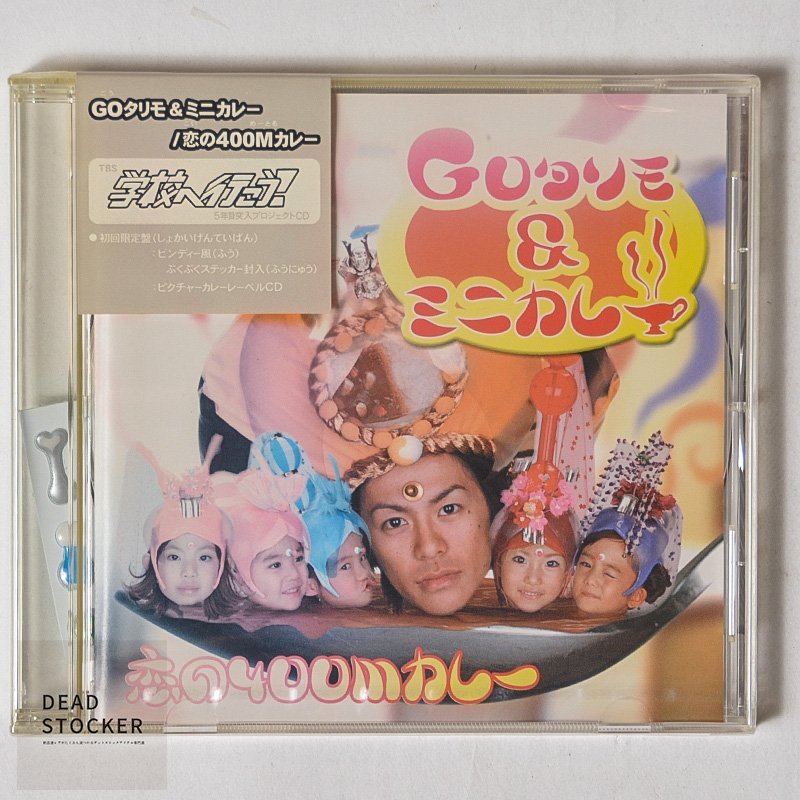 GOタリモ&ミニカレー
/恋の400Mカレー
TBS
学校へ行こう!
5年目突入プロジェクトCD
●初回限定盤(しょかいげんていばん)
:ビンディー風(ふう)
ぷくぷくステッカー封入(ふうにゅう)
:ピクチャーカレーレーベルCD
GOタリモ
&
ミニカレー
恋の400Mカレー
DEAD
STOCKER